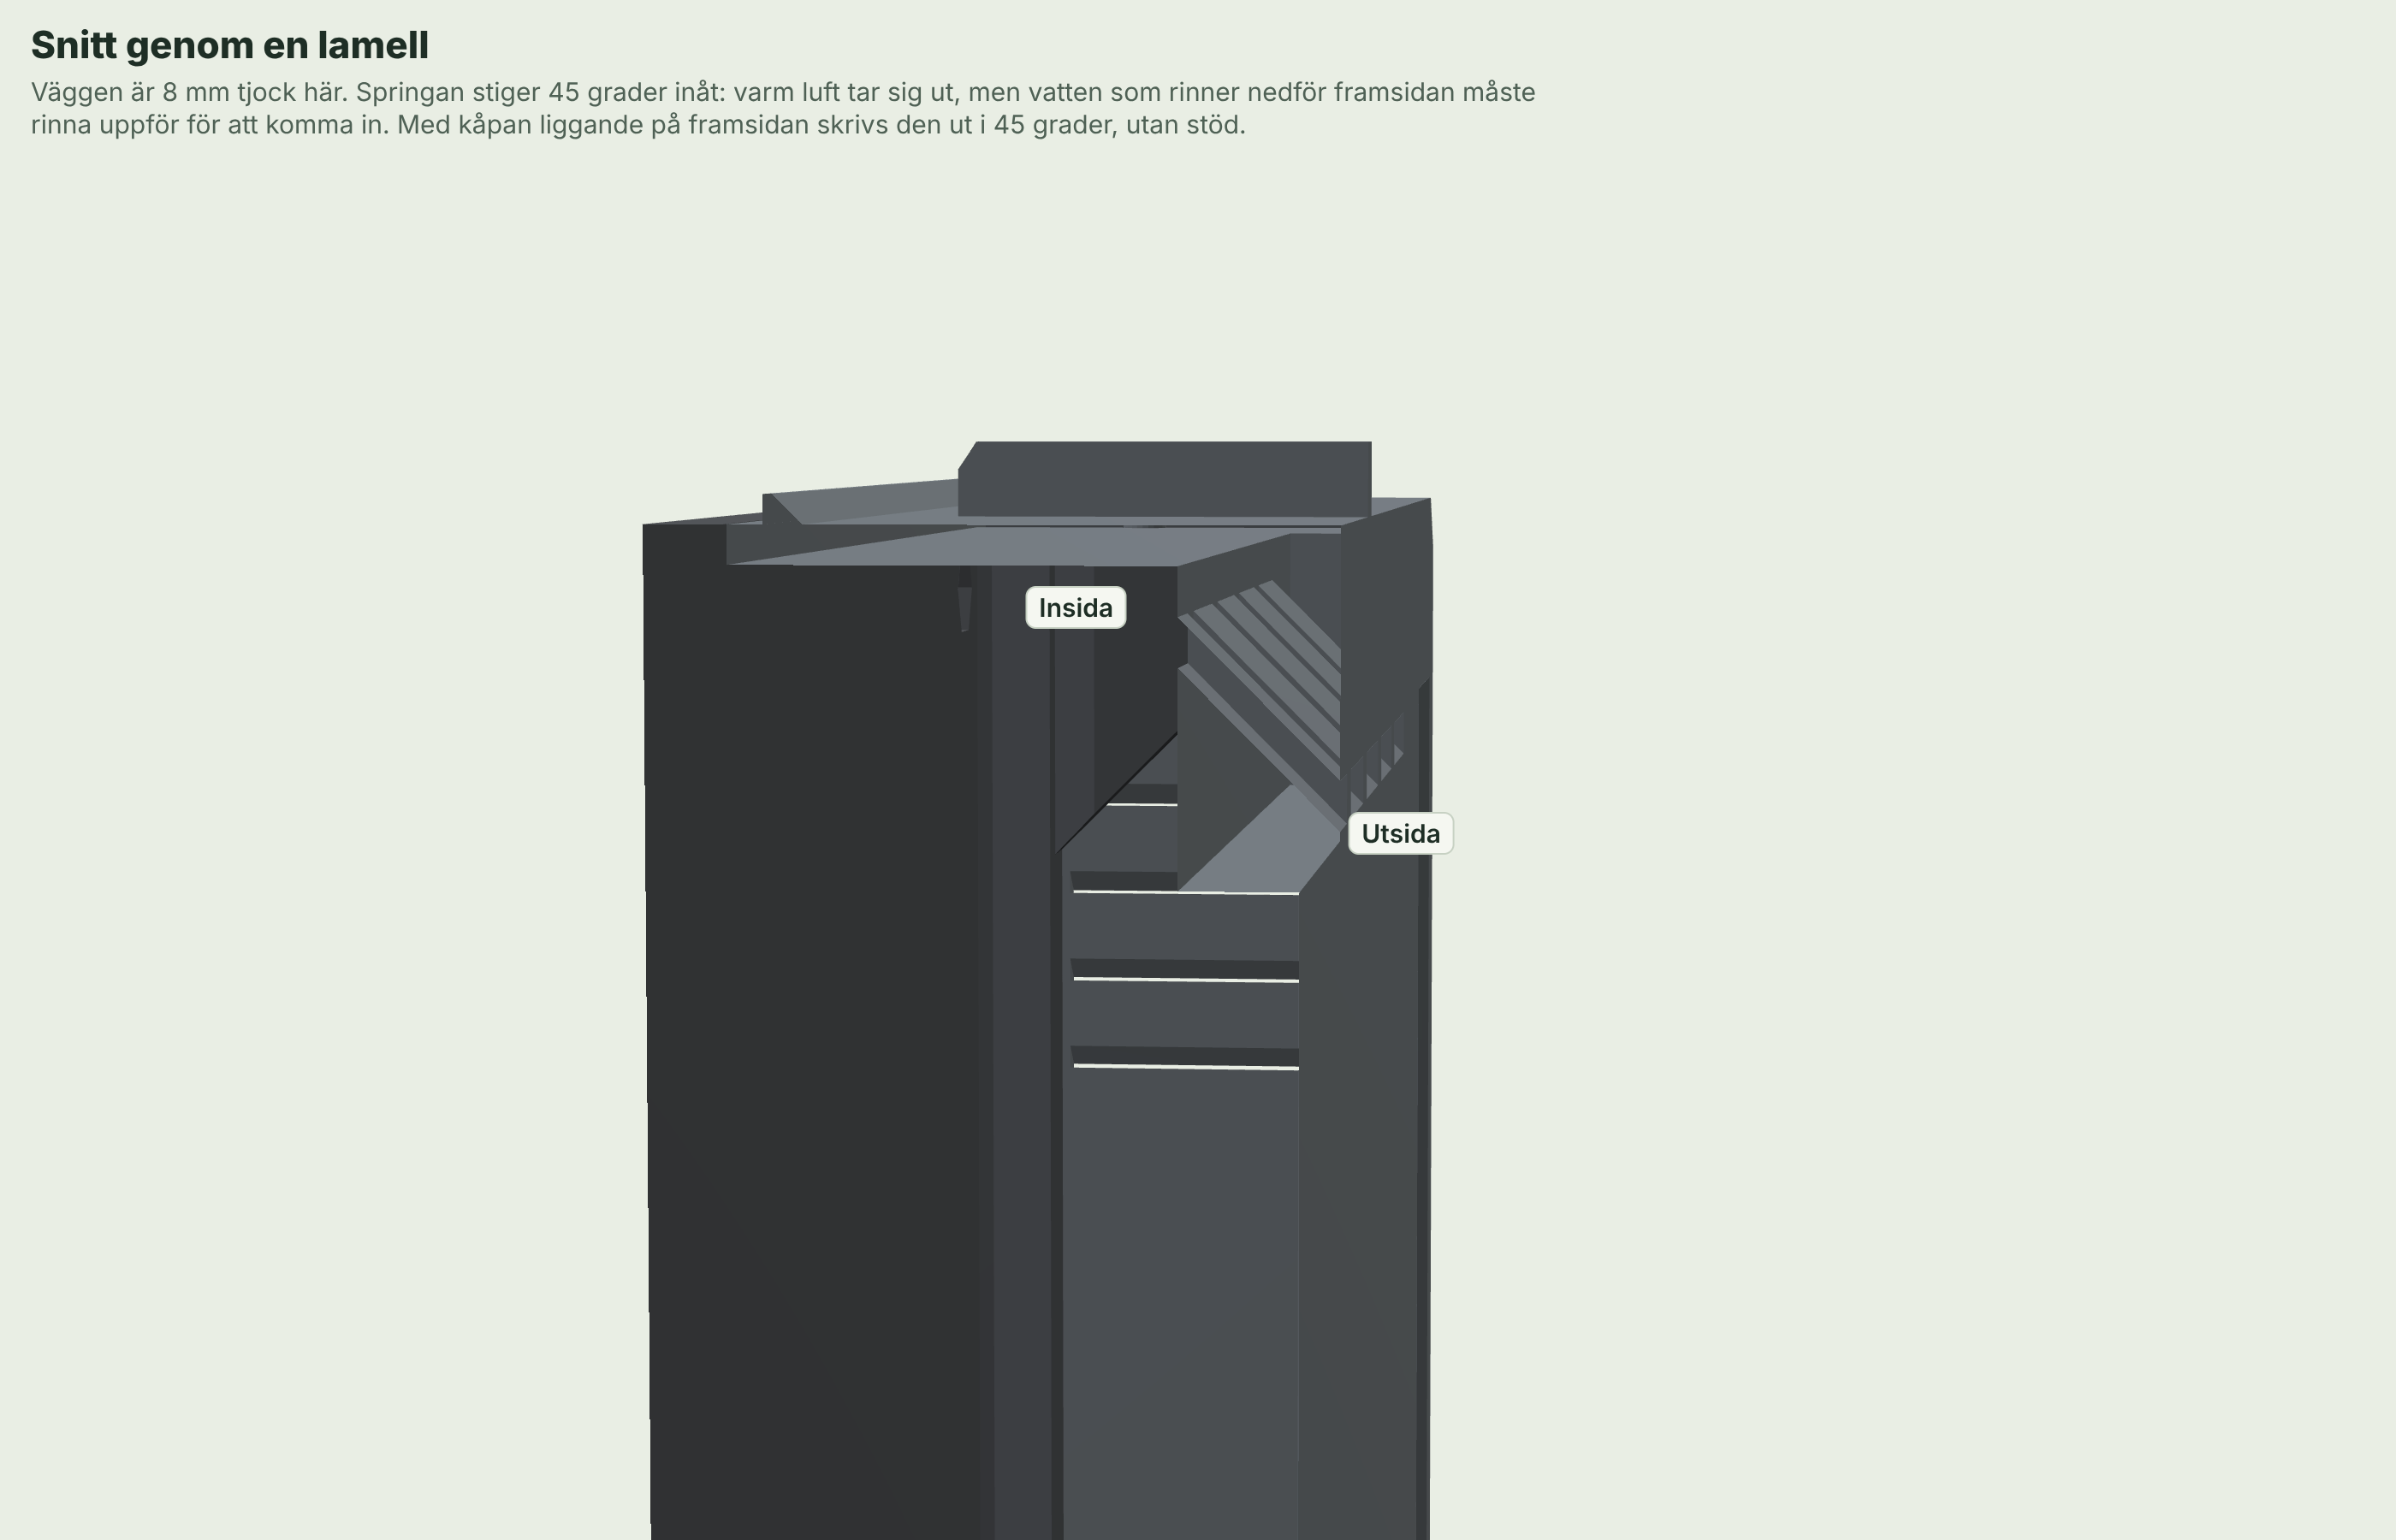 Snitt genom en lamell
Väggen är 8 mm tjock här. Springan stiger 45 grader inåt: varm luft tar sig ut, men vatten som rinner nedför framsidan måste
rinna uppför för att komma in. Med kåpan liggande på framsidan skrivs den ut i 45 grader, utan stöd.
Insida
Utsida